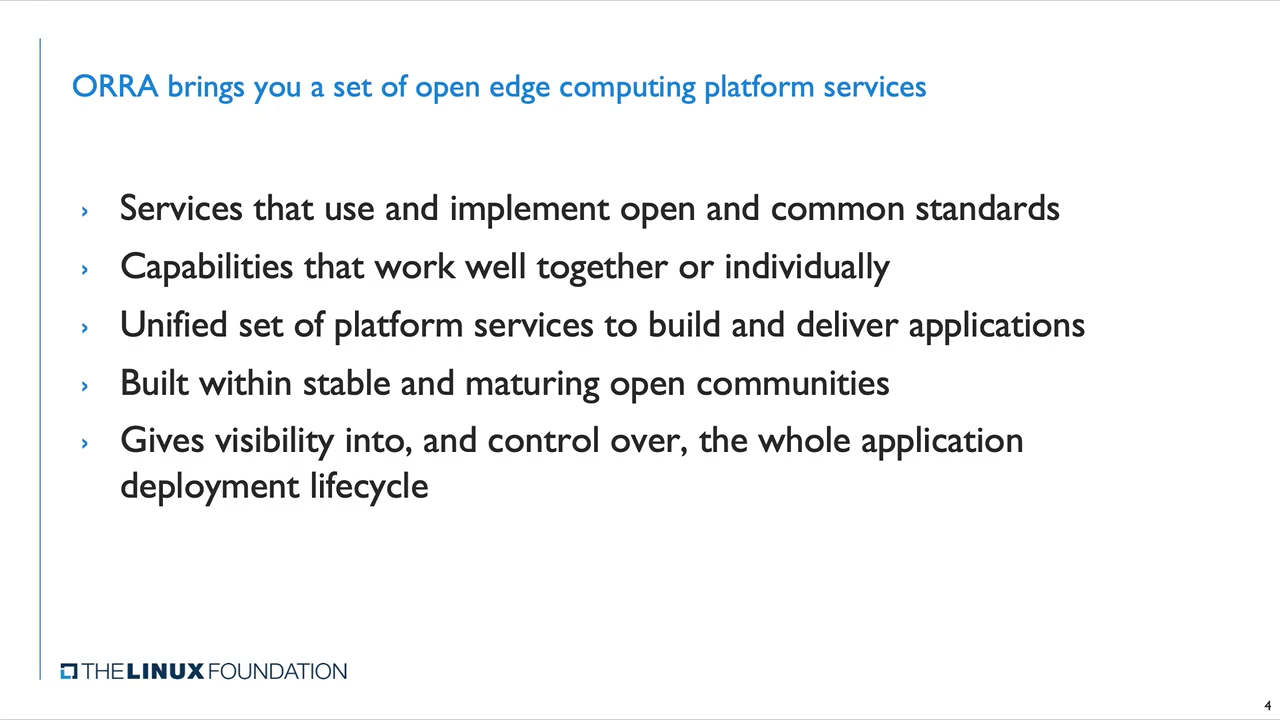 ORRA brings you a set of open edge computing platform services
› Services that use and implement open and common standards
› Capabilities that work well together or individually
› Unified set of platform services to build and deliver applications
› Built within stable and maturing open communities
› Gives visibility into, and control over, the whole application
deployment lifecycle
THE LINUX FOUNDATION
4